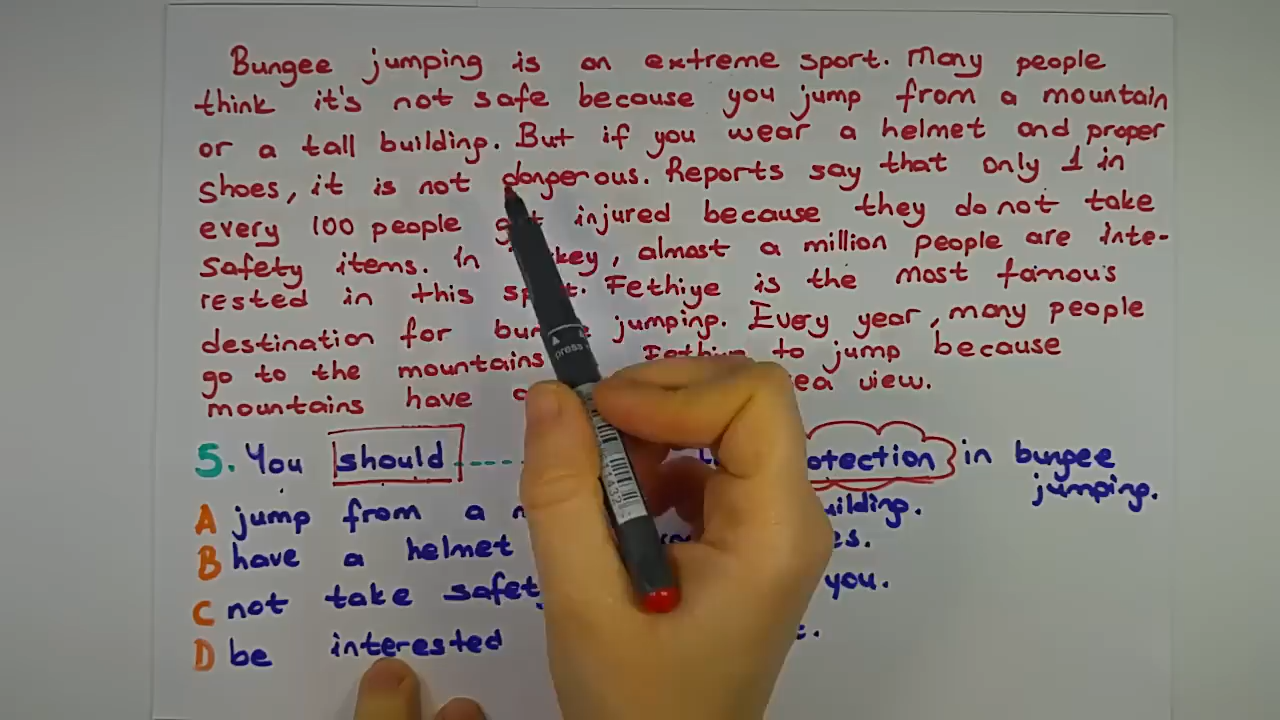 Bungee jumping is an extreme sport. Many people
think it's not safe because you jump from a mountain
or a tall building. But if you wear a helmet and proper
shoes, it is not dangerous. Reports say that only 1 in
every 100 people get injured because they do not take
safety items. In key, almost a million people are inte-
rested in this sp t. Fethiye is the most famous
destination for bun e jumping. Every year, many people
go to the mountains Fethiye to jump because
mountains have ea view.
5. You should ---- otection in bungee
jumping.
A jump from a uilding.
B have a helmet es.
C not take safety you.
D be interested
press